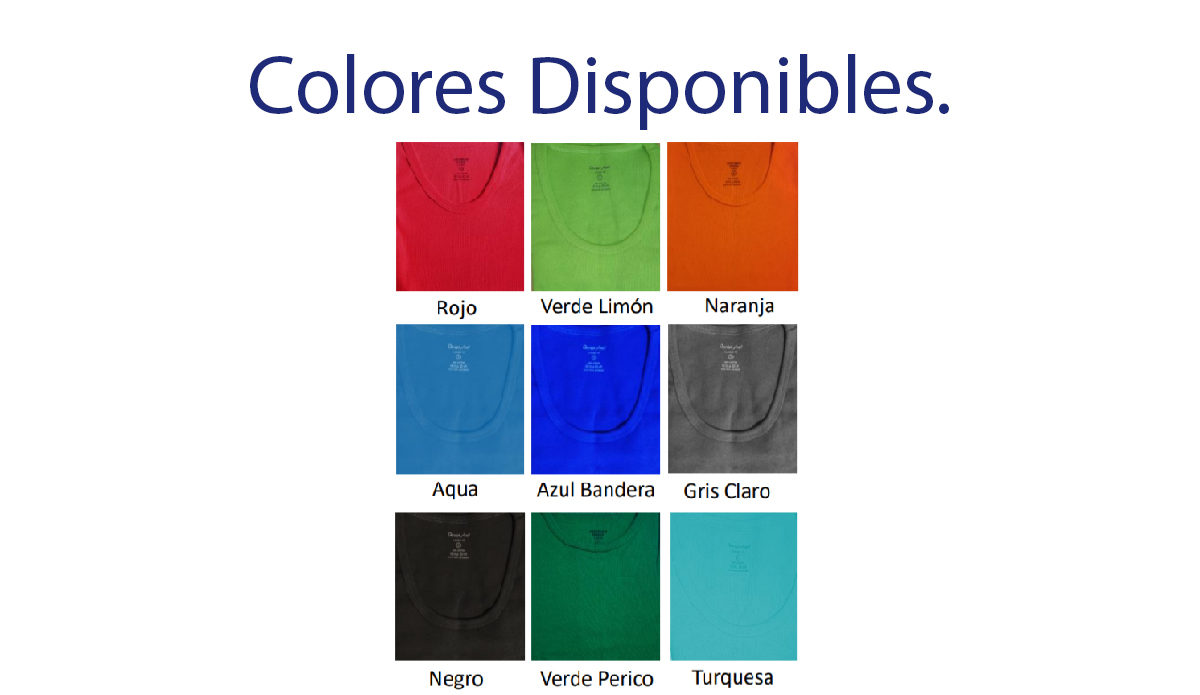 Colores Disponibles.
Rojo
Verde Limón
Naranja
Aqua
Azul Bandera
Gris Claro
Negro
Verde Perico
Turquesa